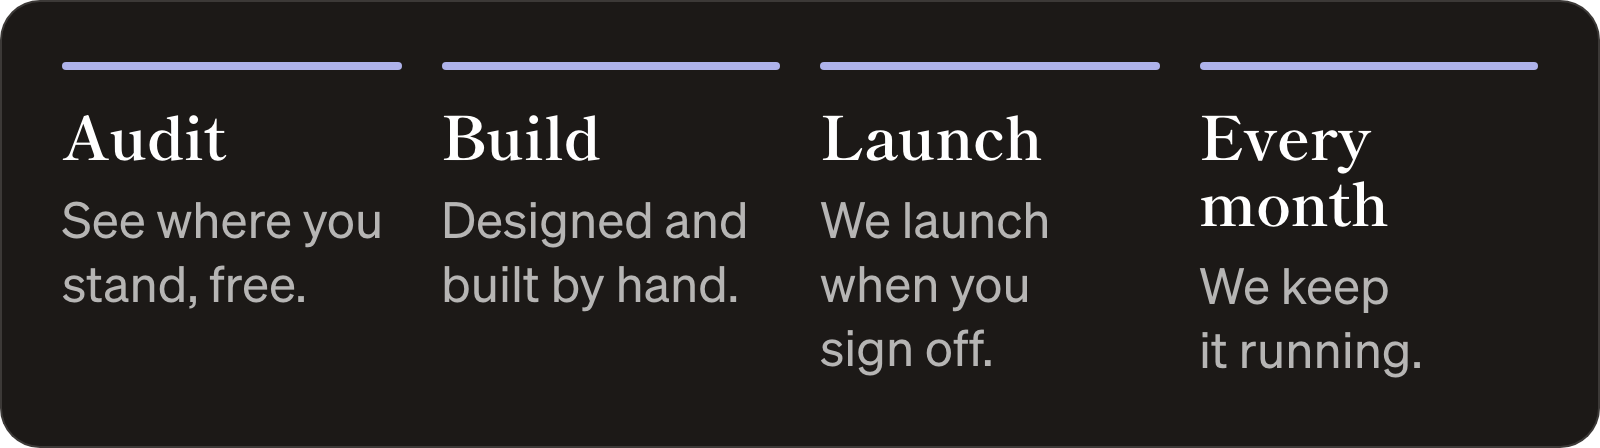 Audit
See where you
stand, free.
Build
Designed and
built by hand.
Launch
We launch
when you
sign off.
Every
month
We keep
it running.